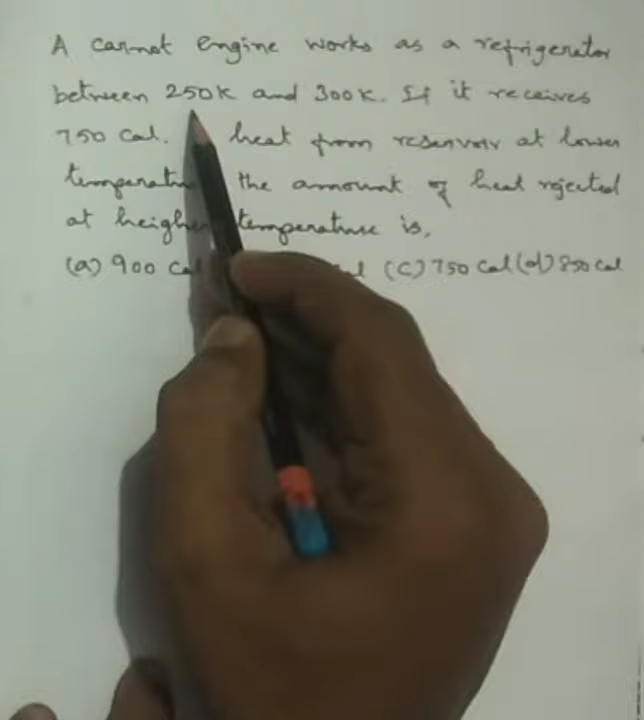 A carnot engine works as a refrigerator
between 250K and 300K. If it receives
750 Cal. heat from reservoir at lower
the amount of heat rejected
at temperature is,
(a) 900 Cal (c) 750 Cal (d) 850 Cal